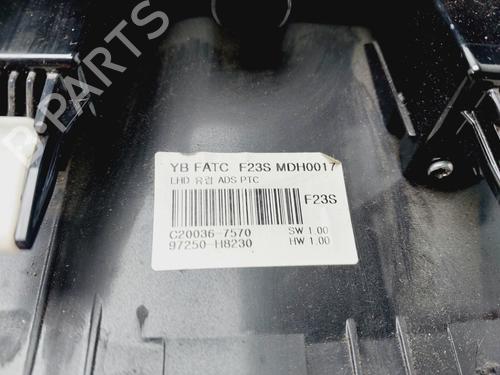 B-PARTS
YB FATC F23S MDH0017
LHD 유럽 ADS PTC
F23S
C20036-7570 SW 1.00
97250-H8230 HW 1.00